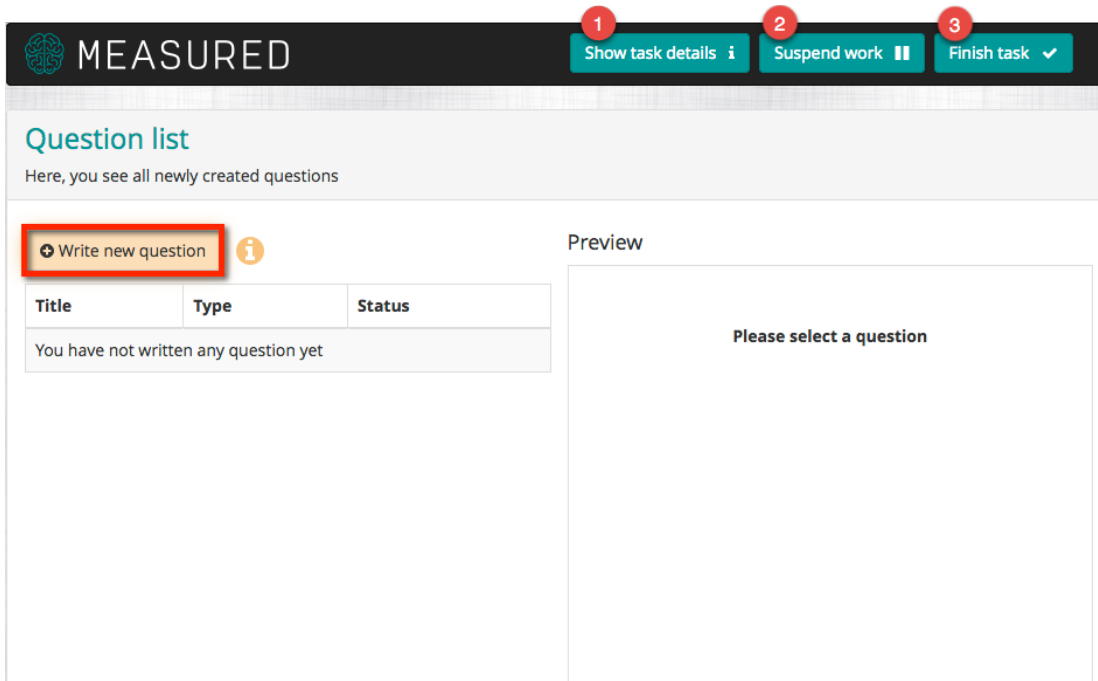 1 2 3
MEASURED Show task details i Suspend work Finish task
Question list
Here, you see all newly created questions
Write new question i
Preview
Title Type Status
You have not written any question yet
Please select a question